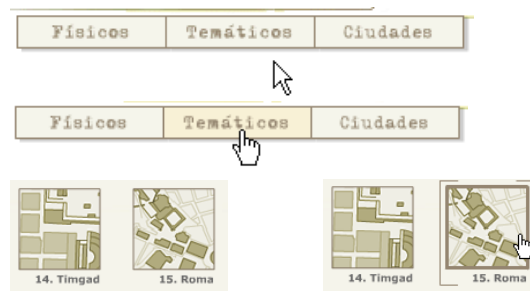 Físicos Temáticos Ciudades
Físicos Temáticos Ciudades
14. Timgad 15. Roma 14. Timgad 15. Roma